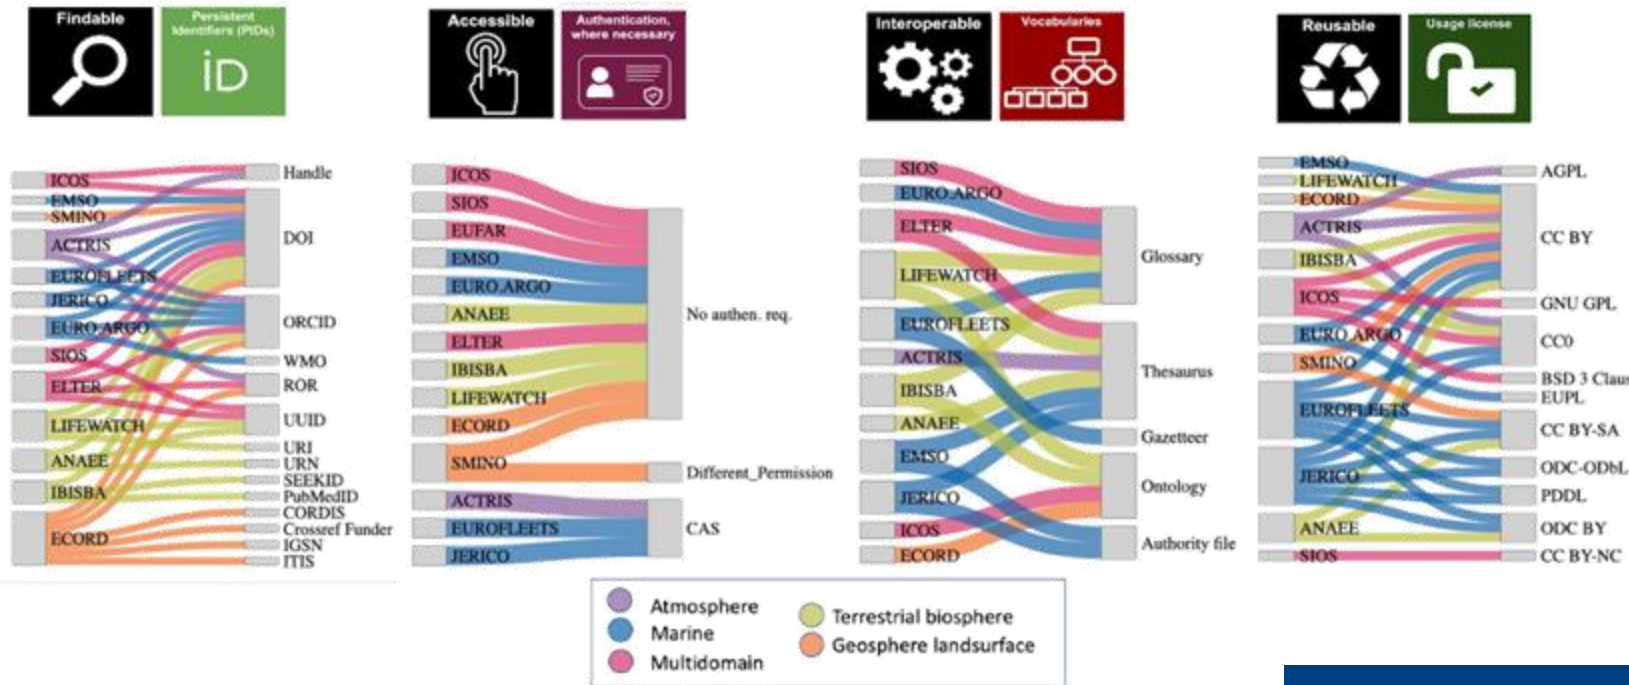 Findable
Persistent
Identifiers (PIDs)
iD
Accessible
Authentication,
where necessary
Interoperable
Vocabularies
Reusable
Usage license
ICOS
EMSO
SMINO
ACTRIS
EUROFLEETS
JERICO
EURO.ARGO
SIOS
ELTER
LIFEWATCH
ANAEE
IBISBA
ECORD
Handle
DOI
ORCID
WMO
ROR
UUID
URI
URN
SEEKID
PubMedID
CORDIS
Crossref Funder
IGSN
ITIS
ICOS
SIOS
EUFAR
EMSO
EURO.ARGO
ANAEE
ELTER
IBISBA
LIFEWATCH
ECORD
SMINO
ACTRIS
EUROFLEETS
JERICO
No authen. req.
Different_Permission
CAS
SIOS
EURO.ARGO
ELTER
LIFEWATCH
EUROFLEETS
ACTRIS
IBISBA
ANAEE
EMSO
JERICO
ICOS
ECORD
Glossary
Thesaurus
Gazetteer
Ontology
Authority file
EMSO
LIFEWATCH
ECORD
ACTRIS
IBISBA
ICOS
EURO.ARGO
SMINO
EUROFLEETS
JERICO
ANAEE
SIOS
AGPL
CC BY
GNU GPL
CC0
BSD 3 Claus
EUPL
CC BY-SA
ODC-ODbL
PDDL
ODC BY
CC BY-NC
Atmosphere
Marine
Multidomain
Terrestrial biosphere
Geosphere landsurface